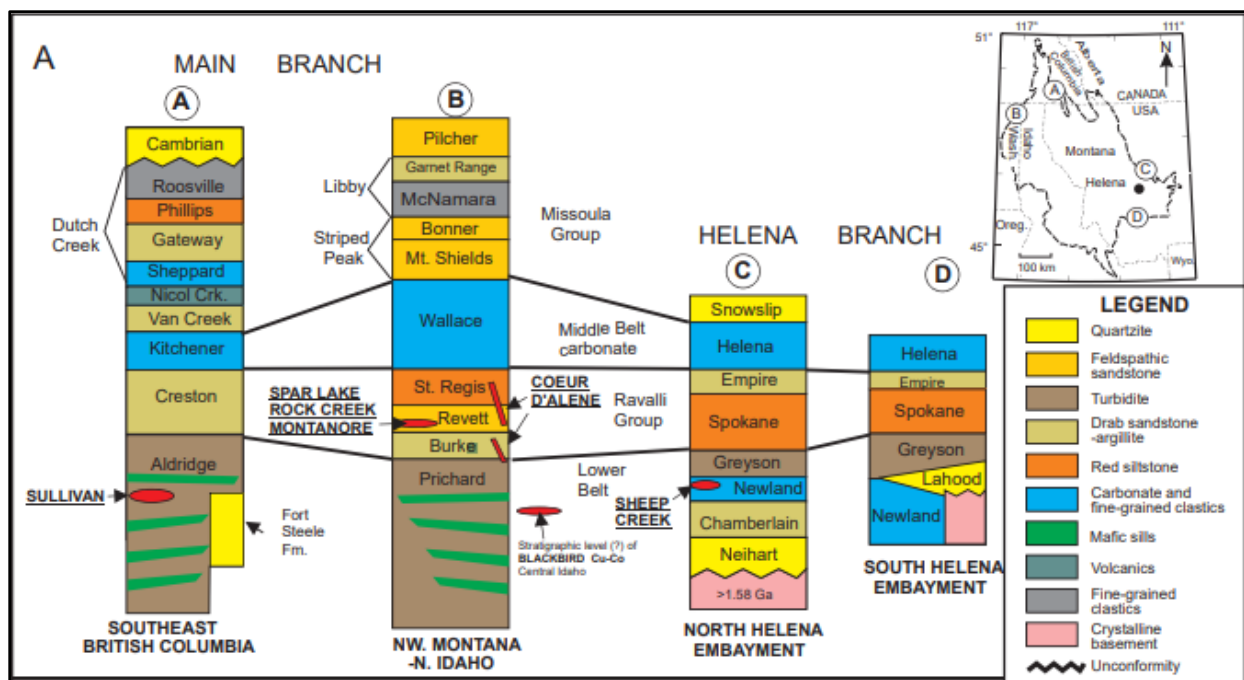 A
MAIN BRANCH
A
Cambrian
Roosville
Phillips
Gateway
Sheppard
Nicol Crk.
Van Creek
Kitchener
Creston
Aldridge
Dutch
Creek
SULLIVAN
Fort
Steele
Fm.
SOUTHEAST
BRITISH COLUMBIA
B
Pilcher
Garnet Range
McNamara
Bonner
Mt. Shields
Wallace
St. Regis
Revett
Burke
Prichard
Libby
Striped
Peak
SPAR LAKE
ROCK CREEK
MONTANORE
COEUR
D'ALENE
NW. MONTANA
-N. IDAHO
Missoula
Group
Middle Belt
carbonate
Ravalli
Group
Lower
Belt
Stratigraphic level (?) of
BLACKBIRD Cu-Co
Central Idaho
HELENA BRANCH
C
Snowslip
Helena
Empire
Spokane
Greyson
Newland
Chamberlain
Neihart
>1.58 Ga
SHEEP
CREEK
NORTH HELENA
EMBAYMENT
D
Helena
Empire
Spokane
Greyson
Lahood
Newland
SOUTH HELENA
EMBAYMENT
117°
111°
51°
N
British
Columbia
Alberta
A
CANADA
USA
B
Wash.
Idaho
Montana
C
Helena
D
Oreg.
45°
100 km
Wyo.
LEGEND
Quartzite
Feldspathic
sandstone
Turbidite
Drab sandstone
-argillite
Red siltstone
Carbonate and
fine-grained clastics
Mafic sills
Volcanics
Fine-grained
clastics
Crystalline
basement
Unconformity